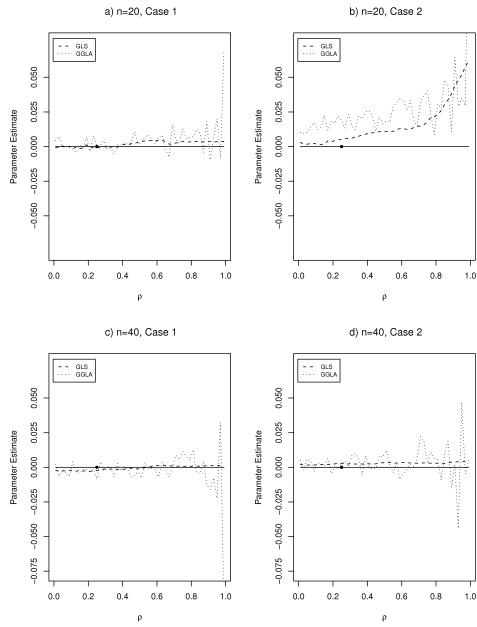 a) n=20, Case 1
GLS
GGLA
Parameter Estimate
0.050
0.025
0.000
−0.025
−0.050
0.0 0.2 0.4 0.6 0.8 1.0
ρ
b) n=20, Case 2
GLS
GGLA
Parameter Estimate
0.050
0.025
0.000
−0.025
−0.050
0.0 0.2 0.4 0.6 0.8 1.0
ρ
c) n=40, Case 1
GLS
GGLA
Parameter Estimate
0.050
0.025
0.000
−0.025
−0.050
−0.075
0.0 0.2 0.4 0.6 0.8 1.0
ρ
d) n=40, Case 2
GLS
GGLA
Parameter Estimate
0.050
0.025
0.000
−0.025
−0.050
−0.075
0.0 0.2 0.4 0.6 0.8 1.0
ρ